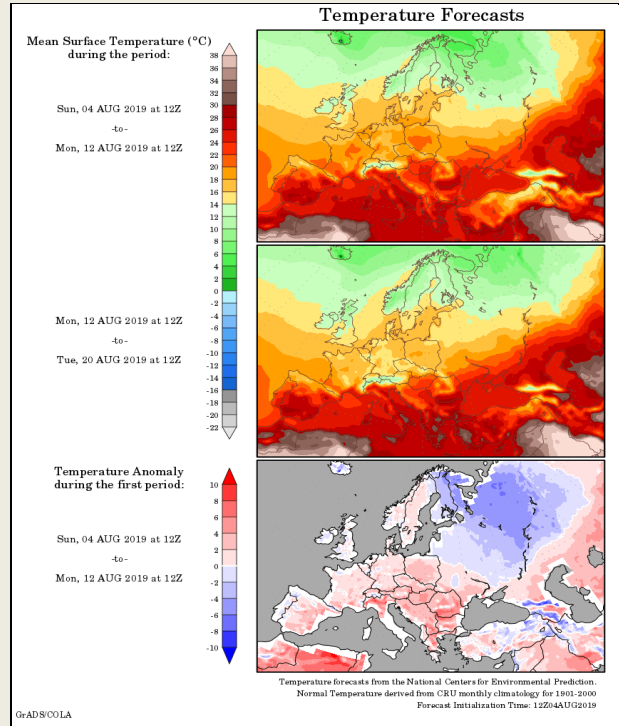 Temperature Forecasts
Mean Surface Temperature (°C)
during the period:
Sun, 04 AUG 2019 at 12Z
-to-
Mon, 12 AUG 2019 at 12Z
38
36
34
32
30
28
26
24
22
20
18
16
14
12
10
8
6
4
2
0
-2
-4
-6
-8
-10
-12
-14
-16
-18
-20
-22
Mon, 12 AUG 2019 at 12Z
-to-
Tue, 20 AUG 2019 at 12Z
Temperature Anomaly
during the first period:
Sun, 04 AUG 2019 at 12Z
-to-
Mon, 12 AUG 2019 at 12Z
10
8
6
4
2
0
-2
-4
-6
-8
-10
Temperature forecasts from the National Centers for Environmental Prediction.
Normal Temperature derived from CRU monthly climatology for 1901-2000
Forecast Initialization Time: 12Z04AUG2019
GrADS/COLA